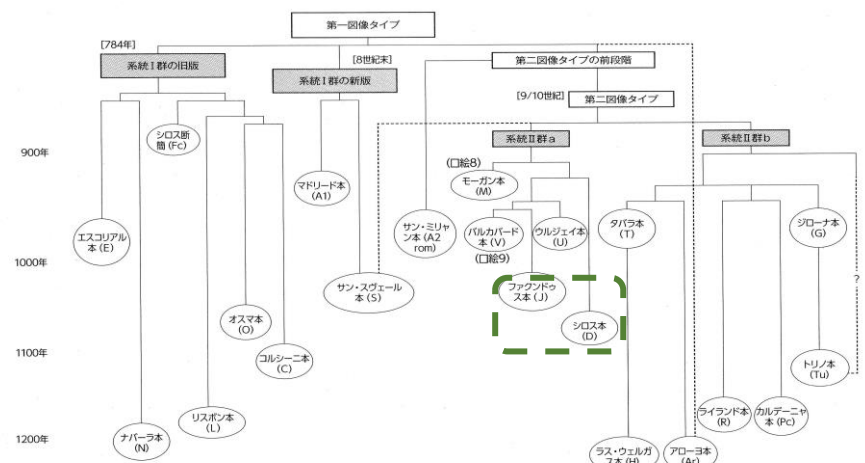 第一図像タイプ
[784年]
系統Ⅰ群の旧版
[8世紀末]
系統Ⅰ群の新版
第二図像タイプの前段階
[9/10世紀]
第二図像タイプ
系統Ⅱ群a
系統Ⅱ群b
900年
シロス断
簡(Fc)
(口絵8)
モーガン本
(M)
マドリード本
(A1)
エスコリアル
本(E)
サン・ミリャ
ン本(A2
rom)
バルカバード
本(V)
(口絵9)
ウルジェイ本
(U)
タバラ本
(T)
ジローナ本
(G)
1000年
サン・スヴェール
本(S)
ファクンドゥ
ス本(J)
?
オスマ本
(O)
シロス本
(D)
1100年
コルシーニ本
(C)
トリノ本
(Tu)
リスボン本
(L)
ライランド本
(R)
カルデーニャ
本(Pc)
1200年
ナバーラ本
(N)
ラス・ウェルガ
ス本(H)
アローヨ本
(Ar)